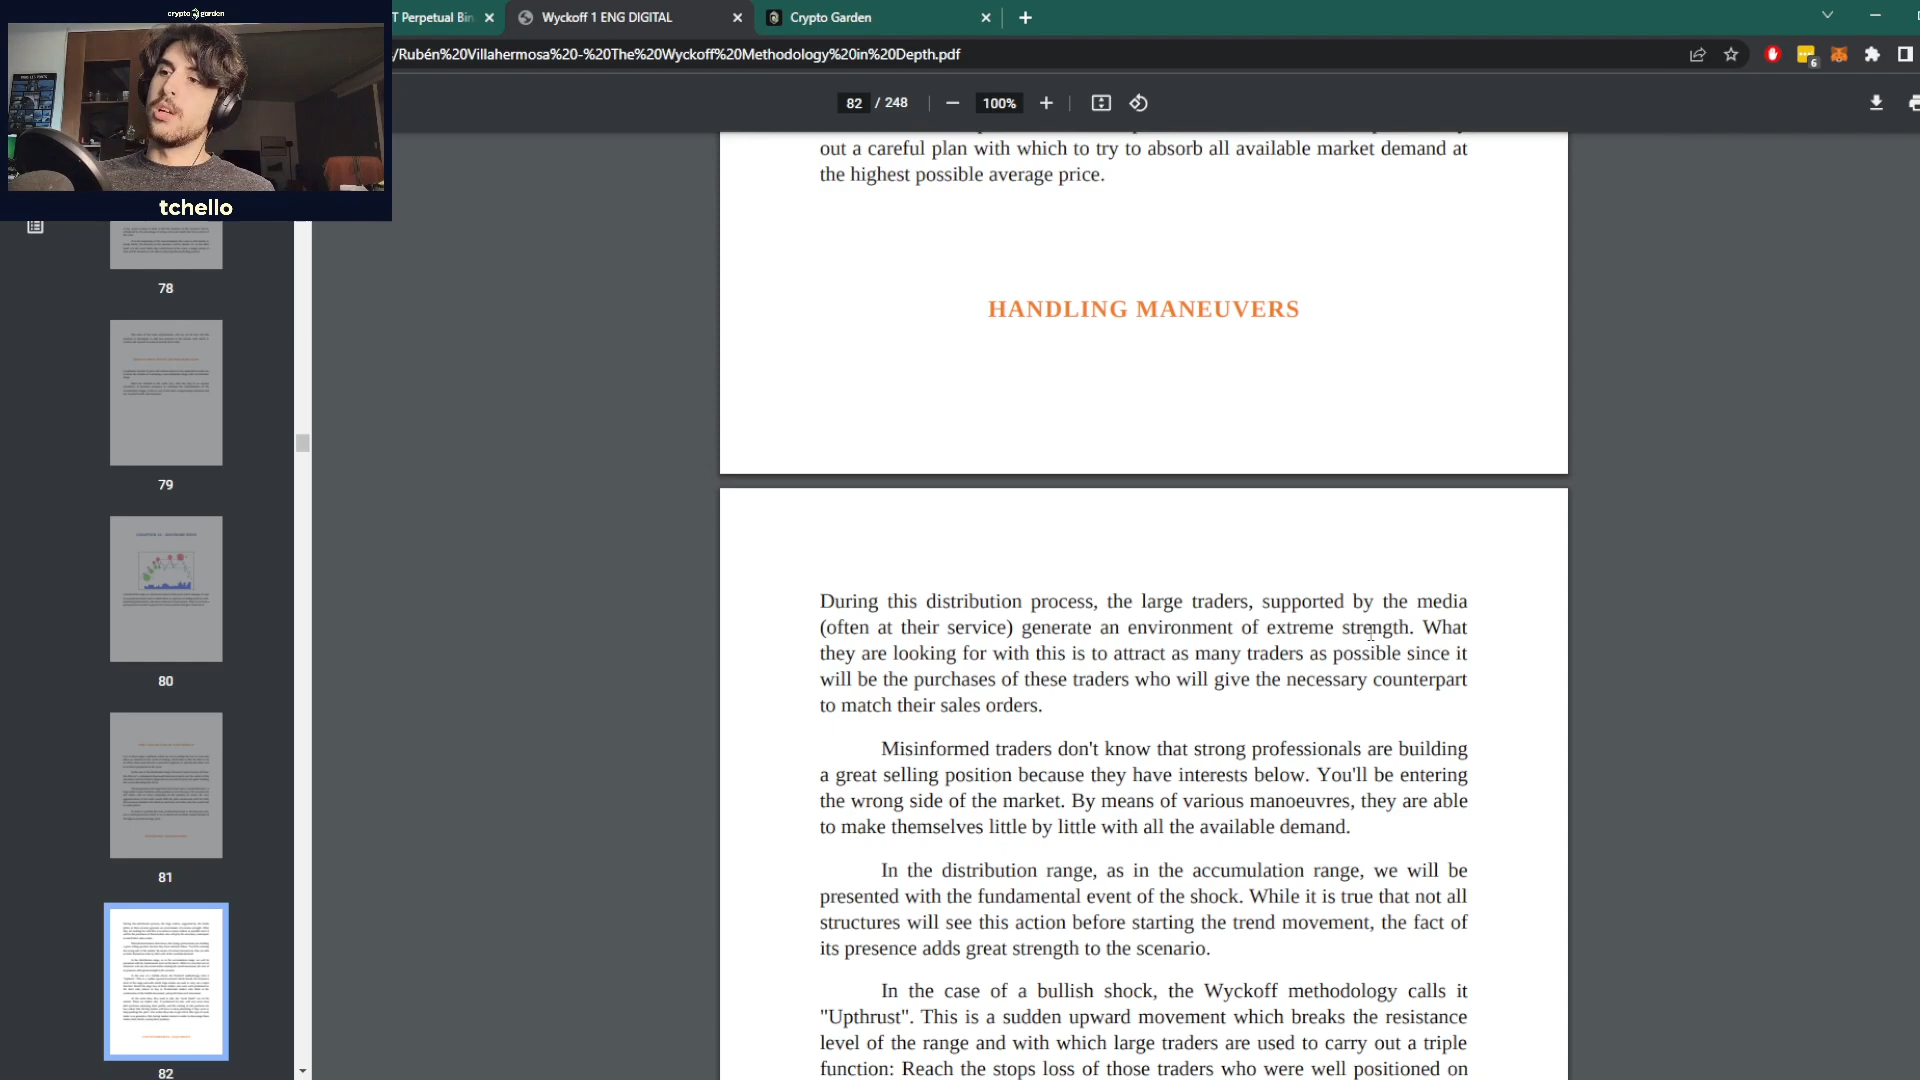 crypto garden
tchello
T Perpetual Bin
Wyckoff 1 ENG DIGITAL
Crypto Garden
/Rubén%20Villahermosa%20-%20The%20Wyckoff%20Methodology%20in%20Depth.pdf
6
82 / 248
100%
78
79
80
81
82
out a careful plan with which to try to absorb all available market demand at
the highest possible average price.
HANDLING MANEUVERS
During this distribution process, the large traders, supported by the media
(often at their service) generate an environment of extreme strength. What
they are looking for with this is to attract as many traders as possible since it
will be the purchases of these traders who will give the necessary counterpart
to match their sales orders.
Misinformed traders don't know that strong professionals are building
a great selling position because they have interests below. You'll be entering
the wrong side of the market. By means of various manoeuvres, they are able
to make themselves little by little with all the available demand.
In the distribution range, as in the accumulation range, we will be
presented with the fundamental event of the shock. While it is true that not all
structures will see this action before starting the trend movement, the fact of
its presence adds great strength to the scenario.
In the case of a bullish shock, the Wyckoff methodology calls it
"Upthrust". This is a sudden upward movement which breaks the resistance
level of the range and with which large traders are used to carry out a triple
function: Reach the stops loss of those traders who were well positioned on